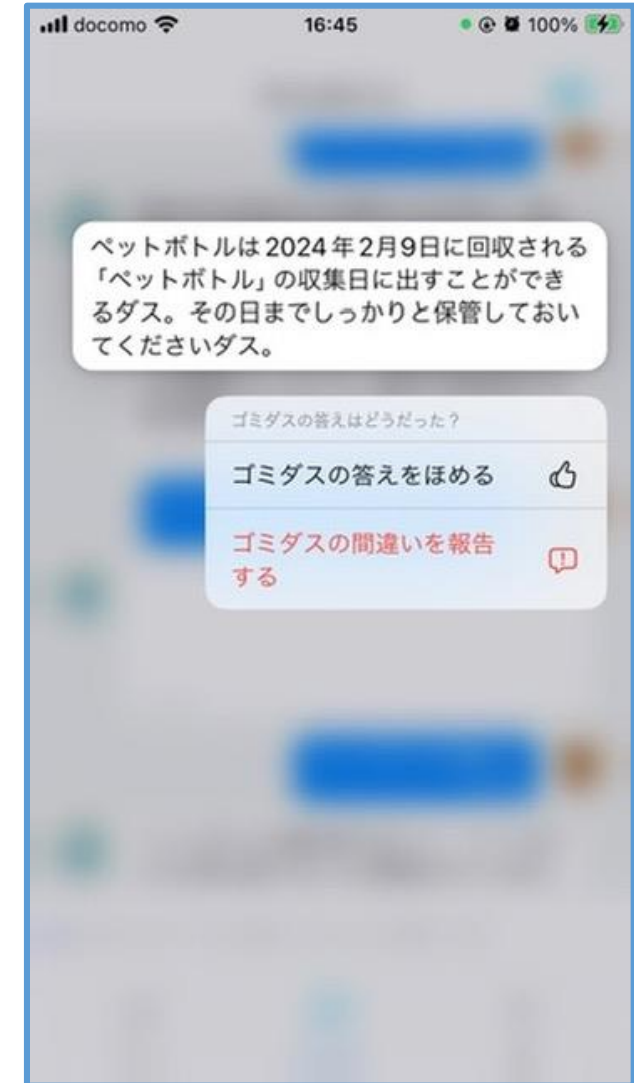 docomo 16:45 100%
ペットボトルは2024年2月9日に回収される
「ペットボトル」の収集日に出すことができ
るダス。その日までしっかりと保管しておい
てくださいダス。
ゴミダスの答えはどうだった？
ゴミダスの答えをほめる
ゴミダスの間違いを報告
する